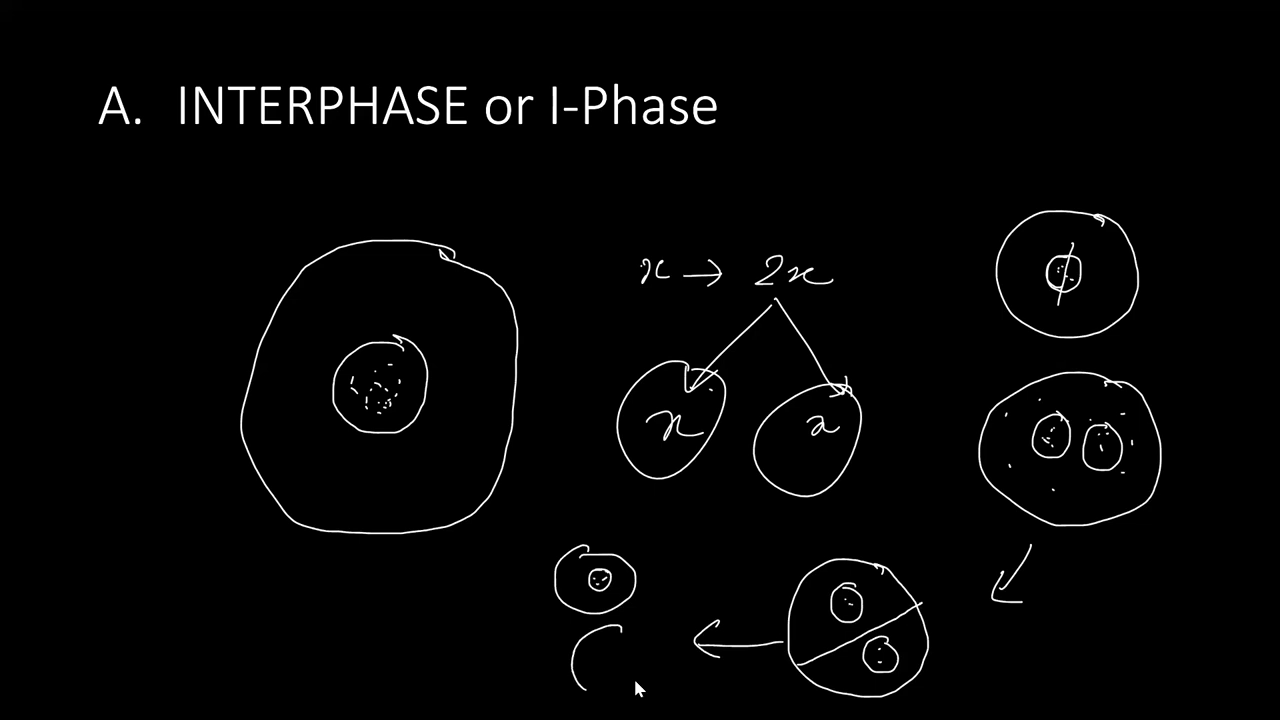 A. INTERPHASE or I-Phase
x → 2x
x x